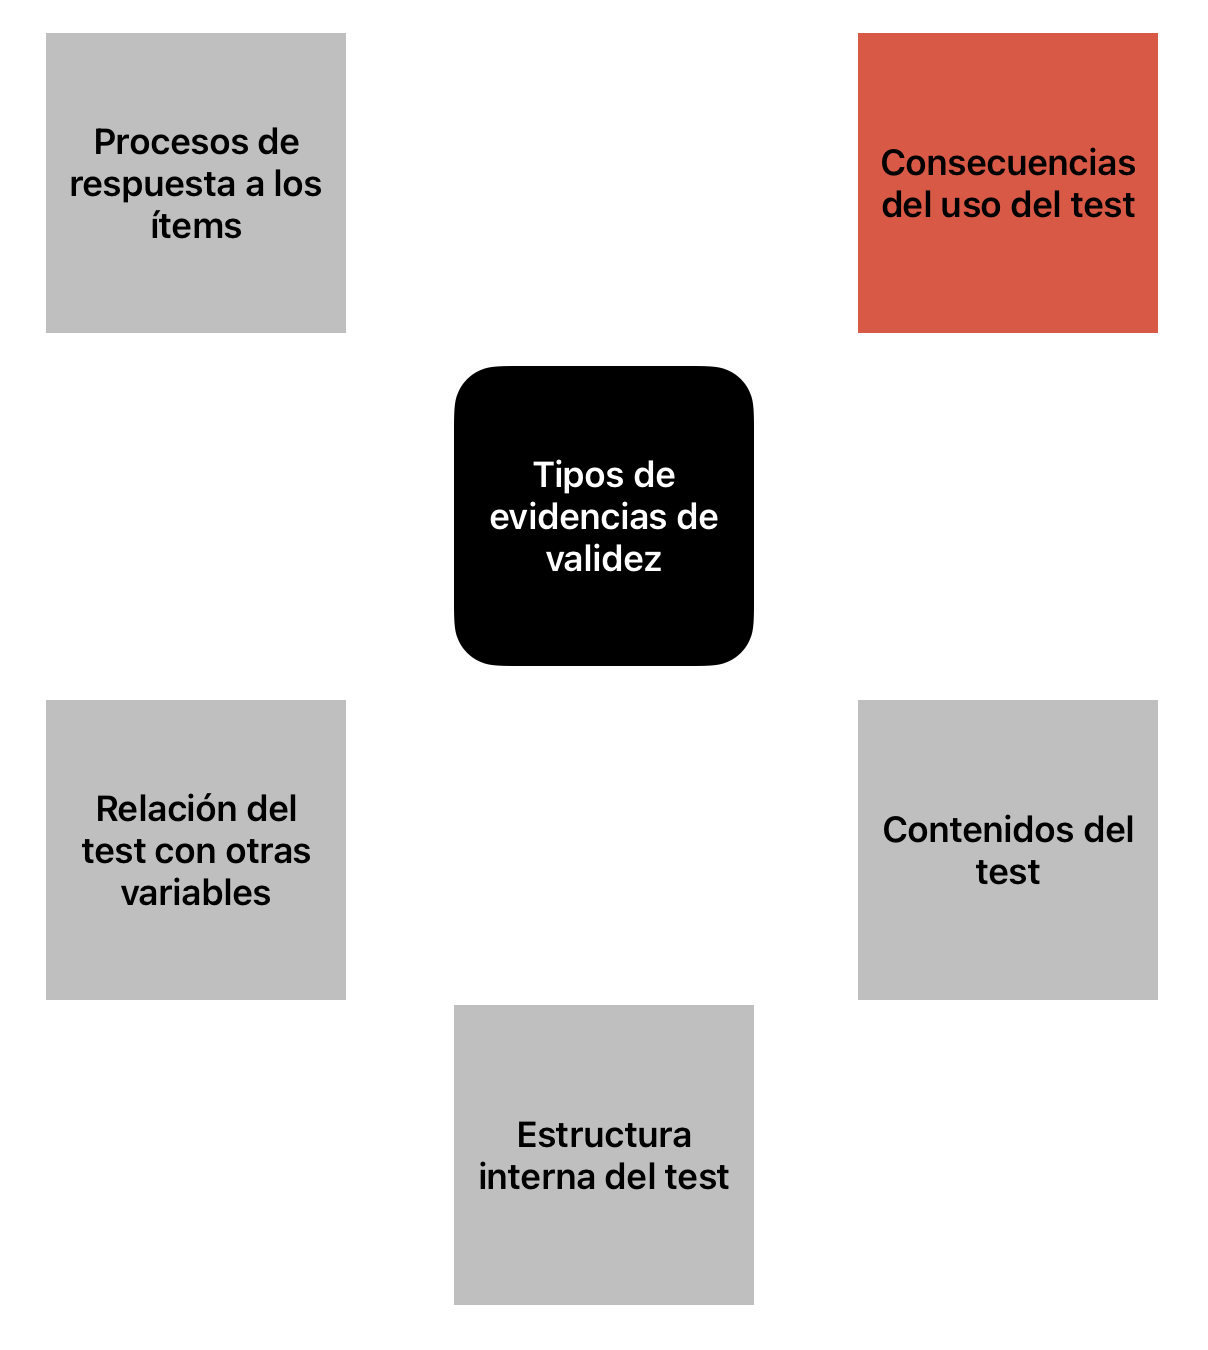 Procesos de
respuesta a los
ítems
Consecuencias
del uso del test
Tipos de
evidencias de
validez
Relación del
test con otras
variables
Contenidos del
test
Estructura
interna del test